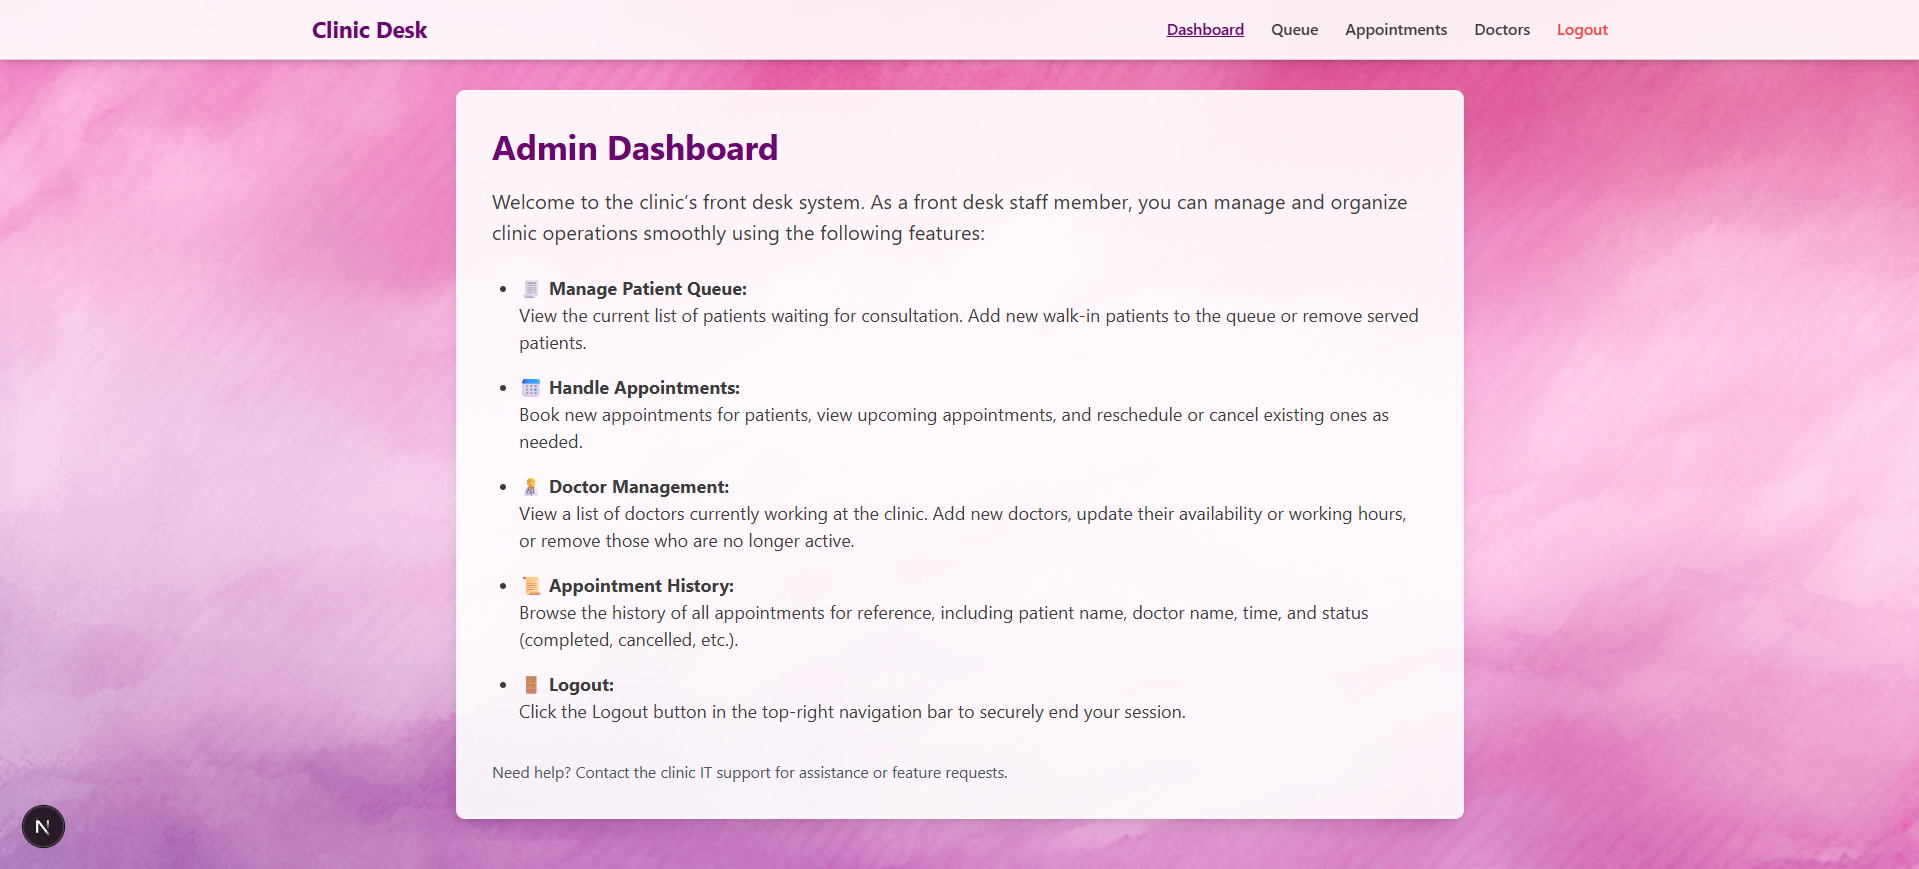 Clinic Desk
Dashboard Queue Appointments Doctors Logout
Admin Dashboard
Welcome to the clinic’s front desk system. As a front desk staff member, you can manage and organize
clinic operations smoothly using the following features:
Manage Patient Queue:
View the current list of patients waiting for consultation. Add new walk-in patients to the queue or remove served
patients.
Handle Appointments:
Book new appointments for patients, view upcoming appointments, and reschedule or cancel existing ones as
needed.
Doctor Management:
View a list of doctors currently working at the clinic. Add new doctors, update their availability or working hours,
or remove those who are no longer active.
Appointment History:
Browse the history of all appointments for reference, including patient name, doctor name, time, and status
(completed, cancelled, etc.).
Logout:
Click the Logout button in the top-right navigation bar to securely end your session.
Need help? Contact the clinic IT support for assistance or feature requests.
N